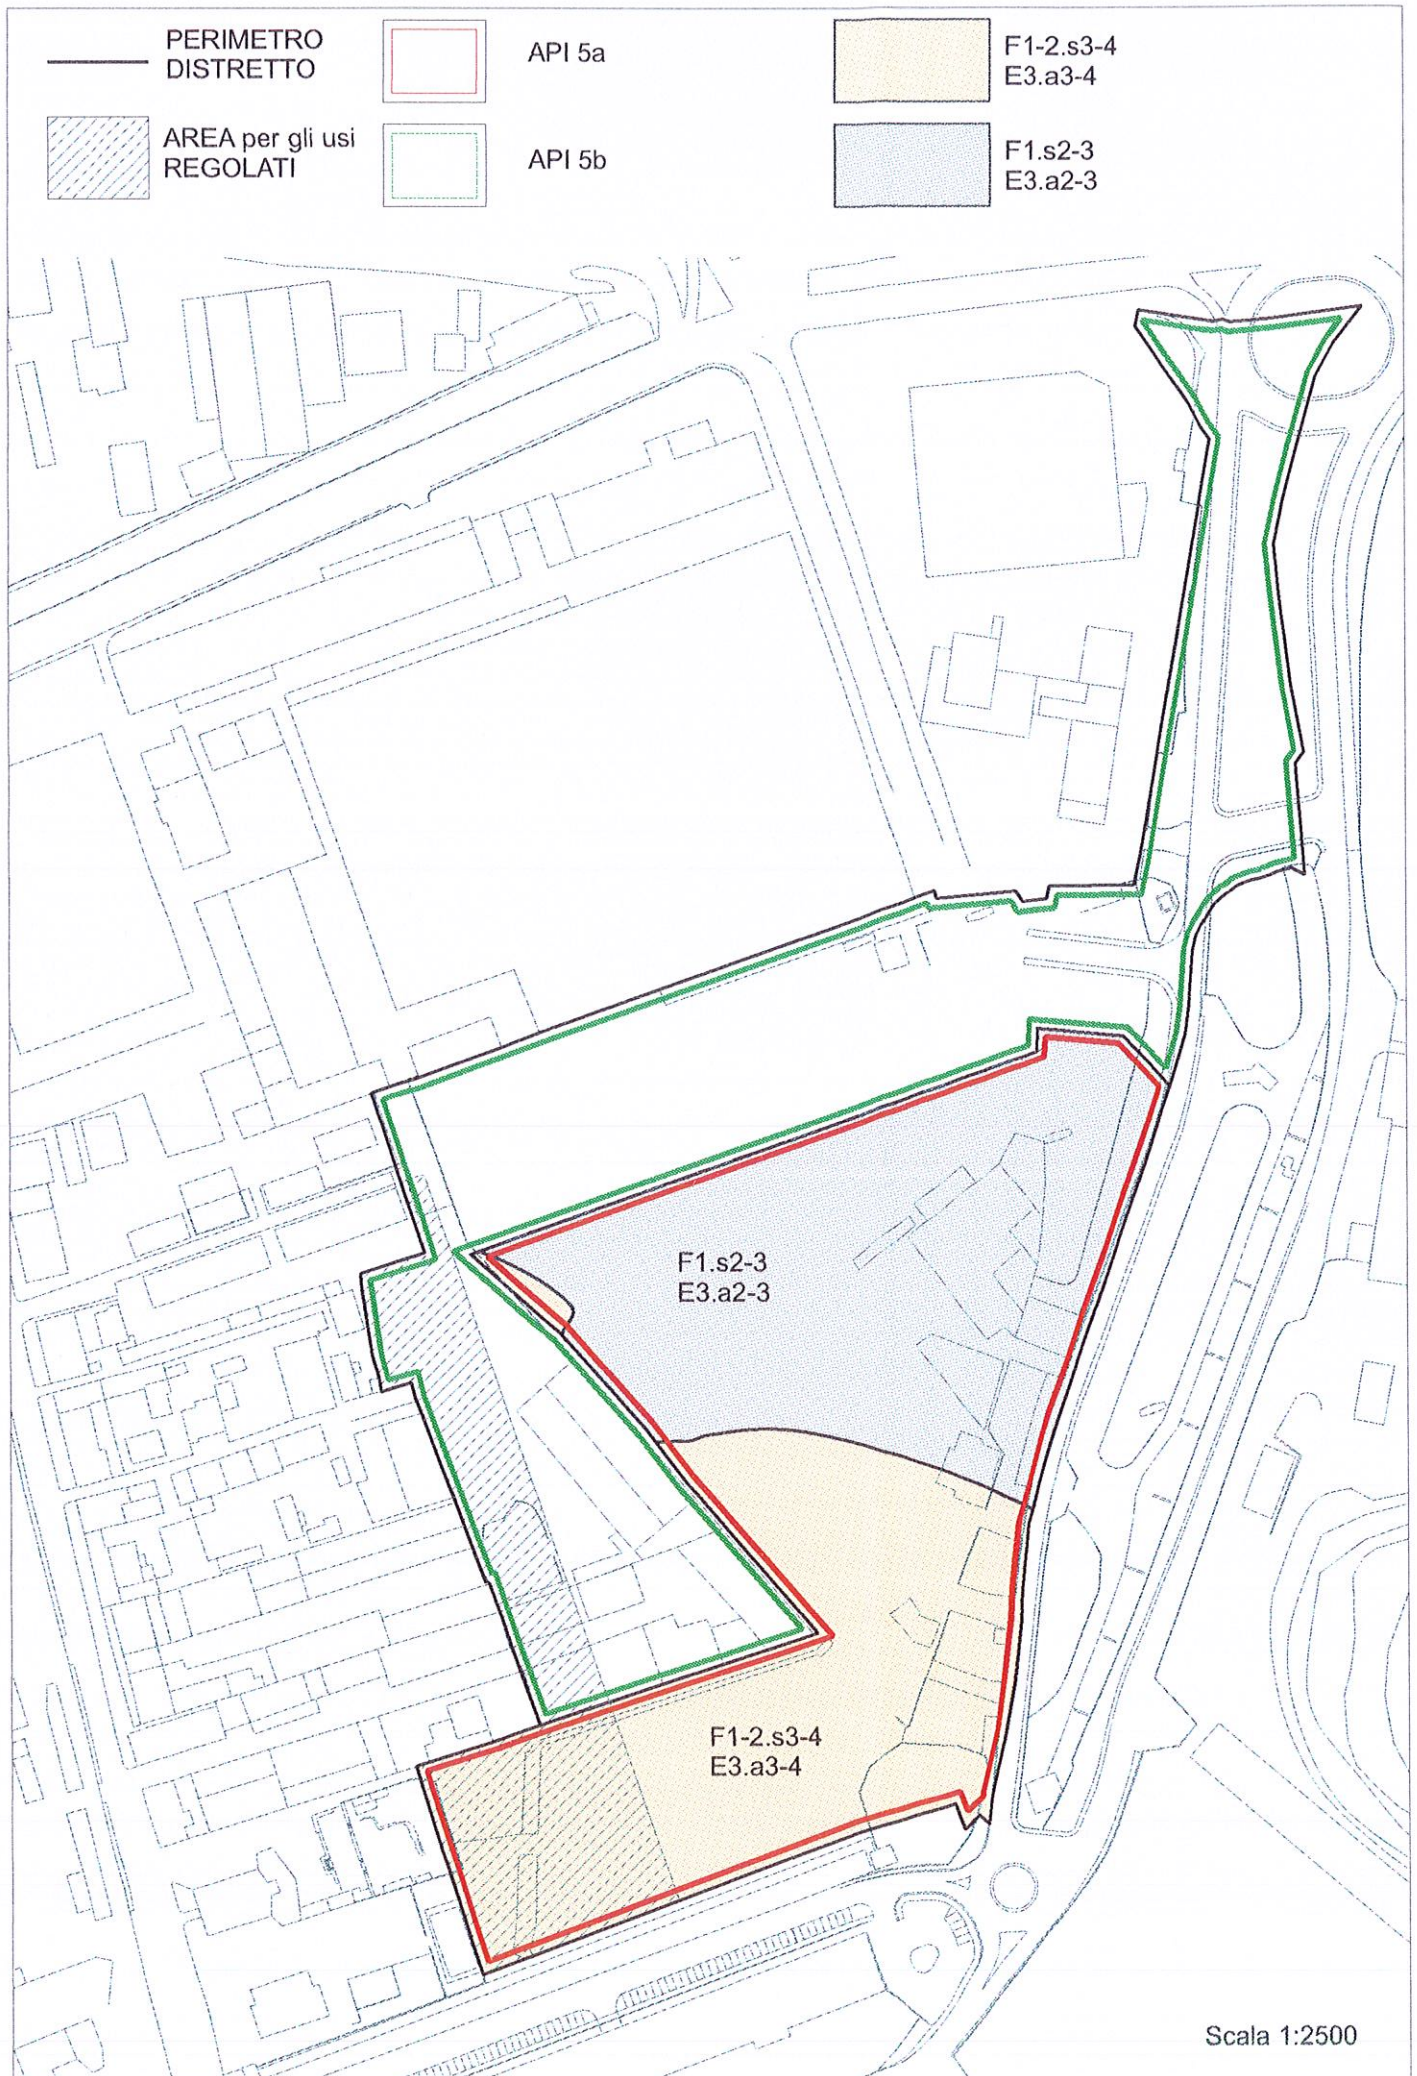 PERIMETRO
DISTRETTO
API 5a
F1-2.s3-4
E3.a3-4
AREA per gli usi
REGOLATI
API 5b
F1.s2-3
E3.a2-3
F1.s2-3
E3.a2-3
F1-2.s3-4
E3.a3-4
Scala 1:2500